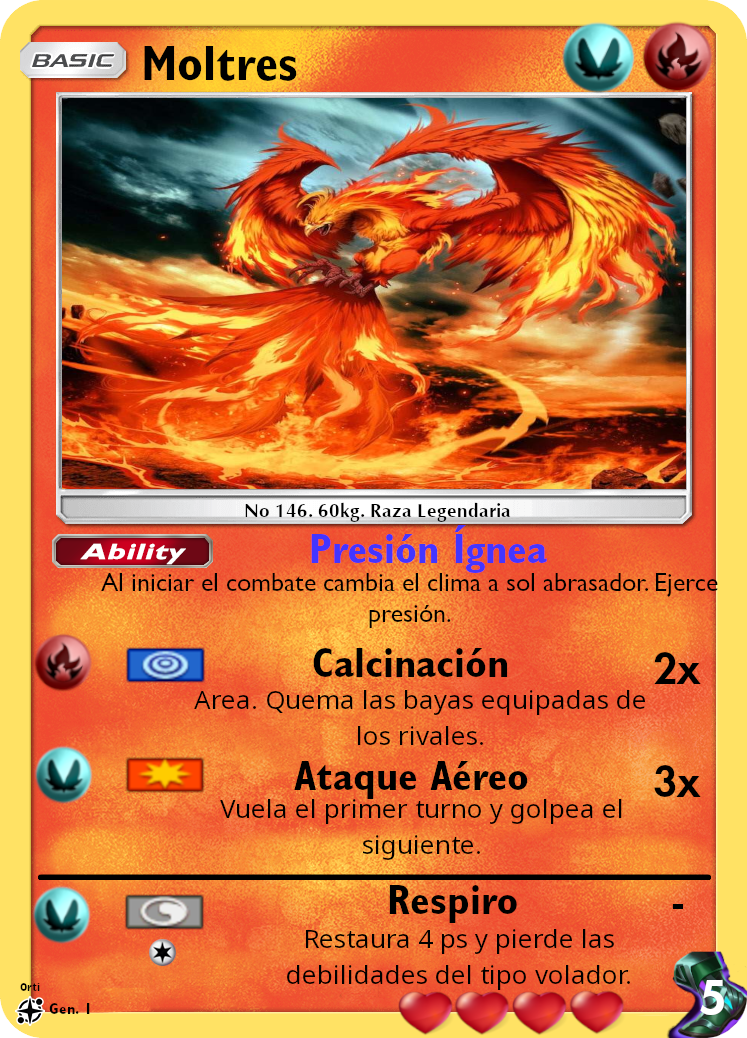 BASIC Moltres
No 146. 60kg. Raza Legendaria
Ability Presión Ígnea
Al iniciar el combate cambia el clima a sol abrasador. Ejerce
presión.
Calcinación 2x
Area. Quema las bayas equipadas de
los rivales.
Ataque Aéreo 3x
Vuela el primer turno y golpea el
siguiente.
Respiro -
Restaura 4 ps y pierde las
debilidades del tipo volador.
Orti
Gen. I
5